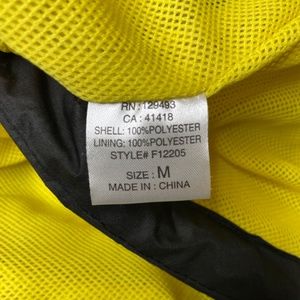 RN : 129493
CA : 41418
SHELL: 100%POLYESTER
LINING: 100%POLYESTER
STYLE# F12205
SIZE : M
MADE IN : CHINA